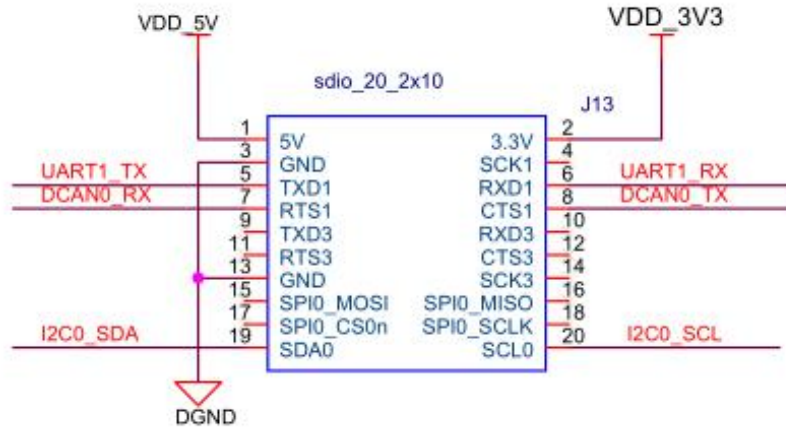 VDD_5V VDD_3V3
sdio_20_2x10
J13
1 5V 3.3V 2
3 GND SCK1 4
UART1_TX 5 TXD1 RXD1 6 UART1_RX
DCAN0_RX 7 RTS1 CTS1 8 DCAN0_TX
9 TXD3 RXD3 10
11 RTS3 CTS3 12
13 GND SCK3 14
15 SPI0_MOSI SPI0_MISO 16
17 SPI0_CS0n SPI0_SCLK 18
I2C0_SDA 19 SDA0 SCL0 20 I2C0_SCL
DGND